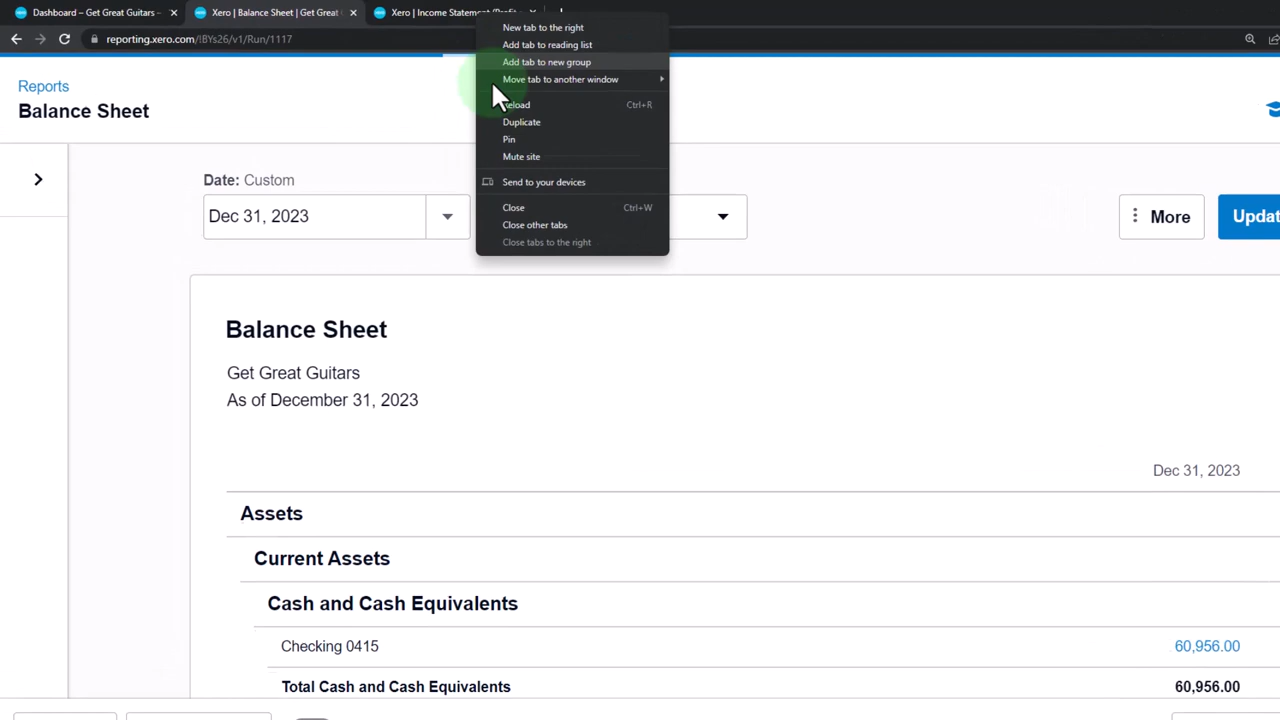 Dashboard ~ Get Great Guitars ~
Xero | Balance Sheet | Get Great
Xero | Income Statement (Profit
reporting.xero.com/!BYs26/v1/Run/1117
New tab to the right
Add tab to reading list
Add tab to new group
Move tab to another window
Reload Ctrl+R
Duplicate
Pin
Mute site
Send to your devices
Close Ctrl+W
Close other tabs
Close tabs to the right
Reports
Balance Sheet
Date: Custom
Dec 31, 2023
More
Updat
Balance Sheet
Get Great Guitars
As of December 31, 2023
Dec 31, 2023
Assets
Current Assets
Cash and Cash Equivalents
Checking 0415 60,956.00
Total Cash and Cash Equivalents 60,956.00